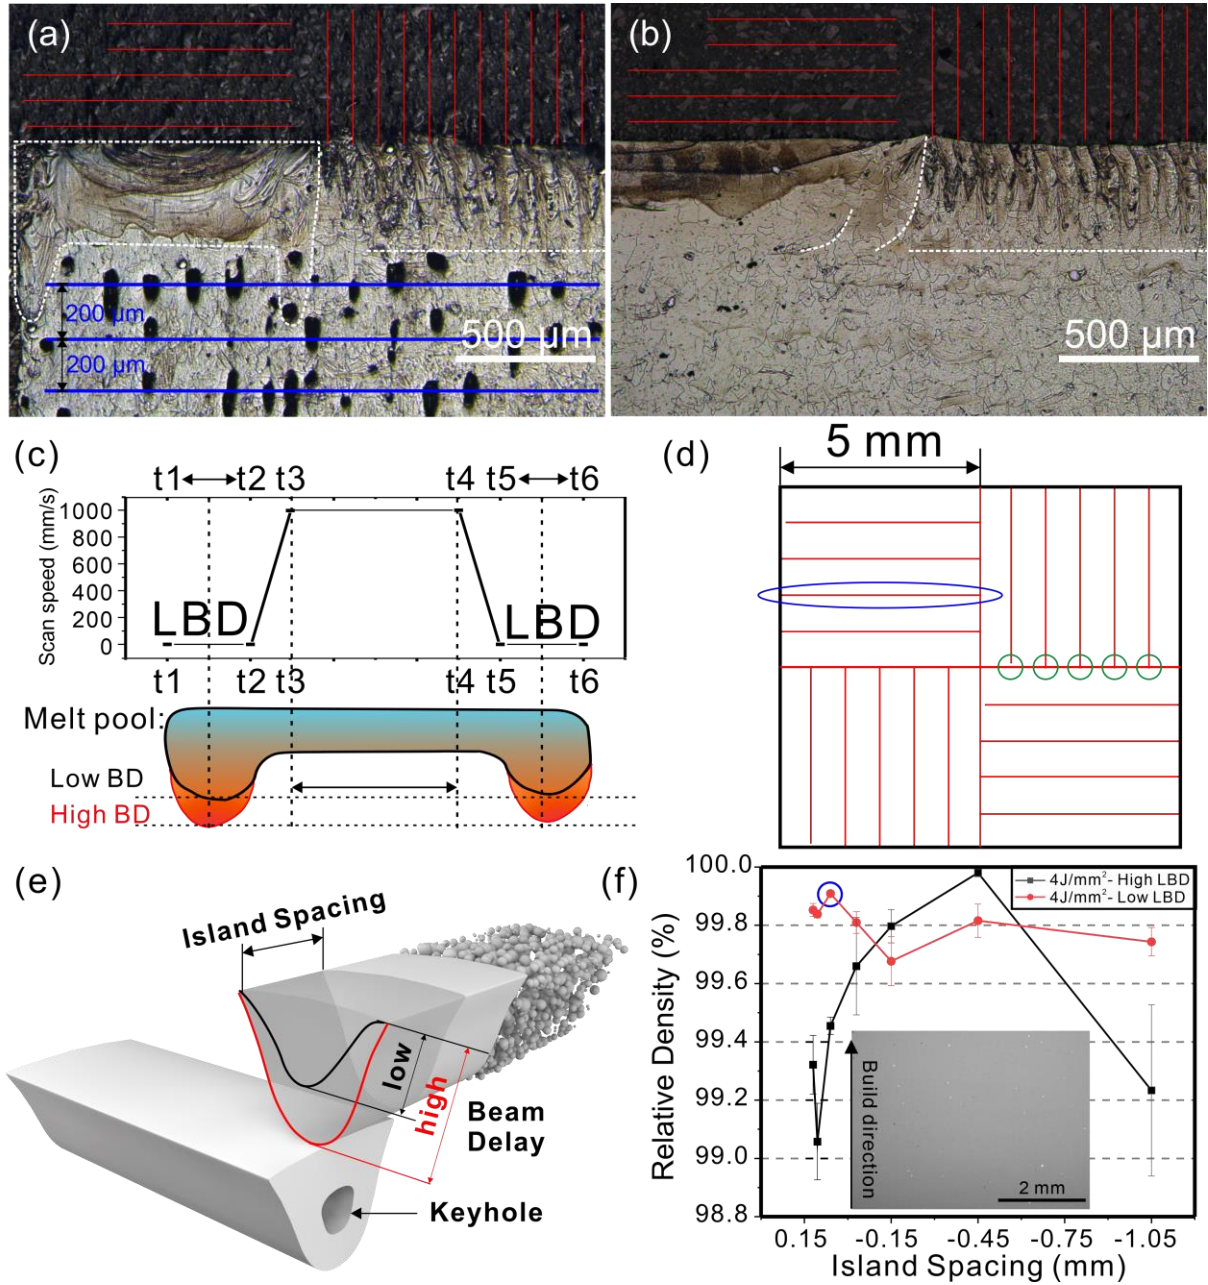 (a)
200 µm
200 µm
500 µm
(b)
500 µm
(c)
t1 t2 t3 t4 t5 t6
Scan speed (mm/s)
1000
800
600
400
200
0
LBD LBD
t1 t2 t3 t4 t5 t6
Melt pool:
Low BD
High BD
(d)
5 mm
(e)
Island Spacing
low
high
Beam
Delay
Keyhole
(f)
Relative Density (%)
100.0
99.8
99.6
99.4
99.2
99.0
98.8
4J/mm²- High LBD
4J/mm²- Low LBD
Build direction
2 mm
0.15 -0.15 -0.45 -0.75 -1.05
Island Spacing (mm)